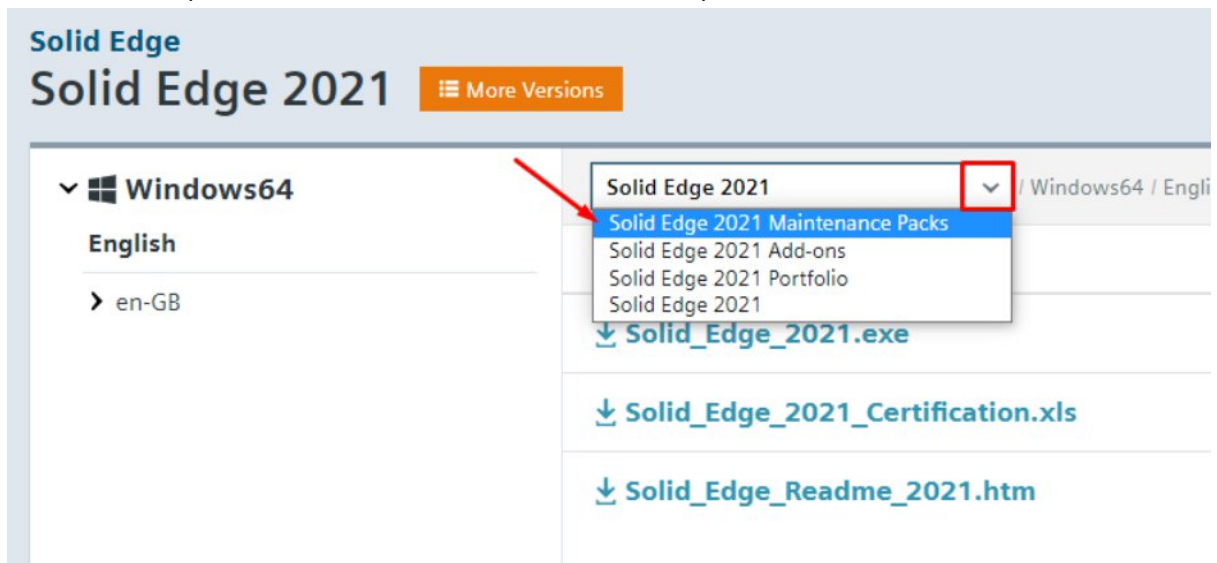 Solid Edge
Solid Edge 2021 More Versions
Windows64
English
en-GB
Solid Edge 2021 / Windows64 / Engli
Solid Edge 2021 Maintenance Packs
Solid Edge 2021 Add-ons
Solid Edge 2021 Portfolio
Solid Edge 2021
Solid_Edge_2021.exe
Solid_Edge_2021_Certification.xls
Solid_Edge_Readme_2021.htm